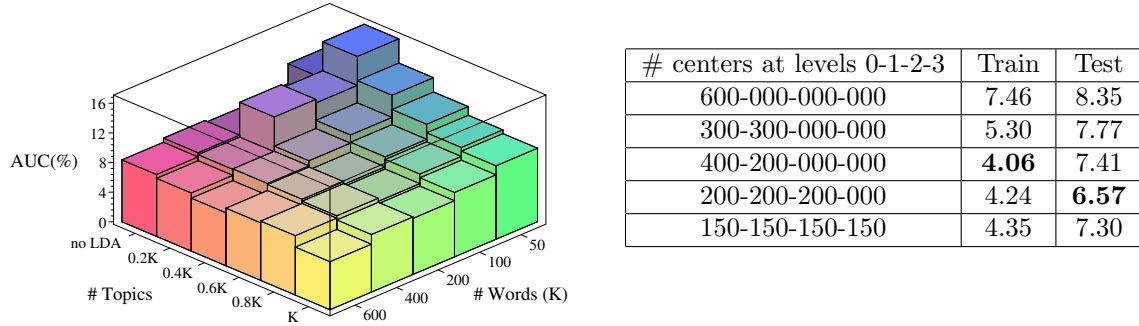 16
12
8
4
0
AUC(%)
no LDA
0.2K
0.4K
0.6K
0.8K
K
# Topics
600
400
200
100
50
# Words (K)
# centers at levels 0-1-2-3 Train Test
600-000-000-000 7.46 8.35
300-300-000-000 5.30 7.77
400-200-000-000 4.06 7.41
200-200-200-000 4.24 6.57
150-150-150-150 4.35 7.30